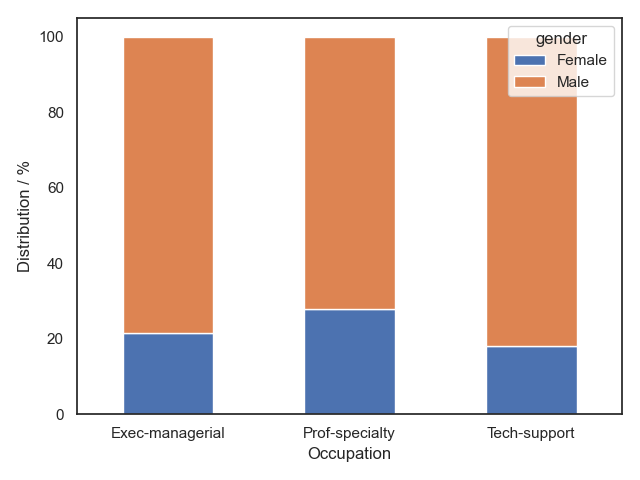 gender
Female
Male
100
80
60
40
20
0
Distribution / %
Exec-managerial Prof-specialty Tech-support
Occupation